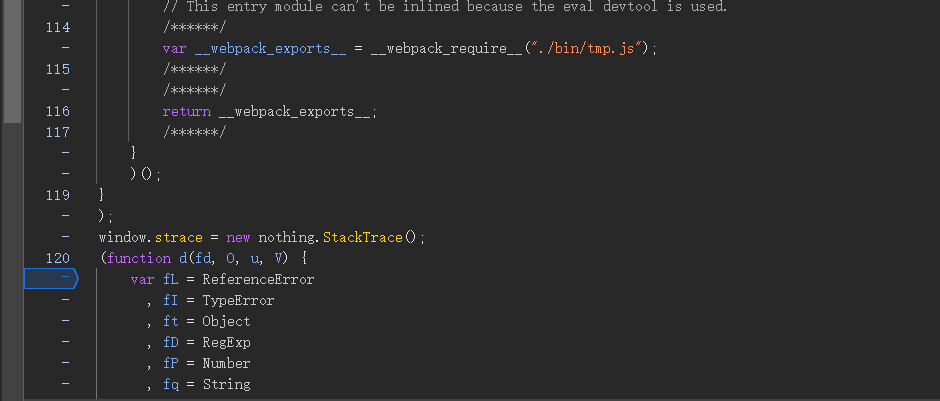 - // This entry module can't be inlined because the eval devtool is used.
114 /******/
- var __webpack_exports__ = __webpack_require__("./bin/tmp.js");
115 /******/
- /******/
116 return __webpack_exports__;
117 /******/
- }
- )();
119 }
- );
- window.strace = new nothing.StackTrace();
120 (function d(fd, O, u, V) {
- var fL = ReferenceError
- , fI = TypeError
- , ft = Object
- , fD = RegExp
- , fP = Number
- , fq = String